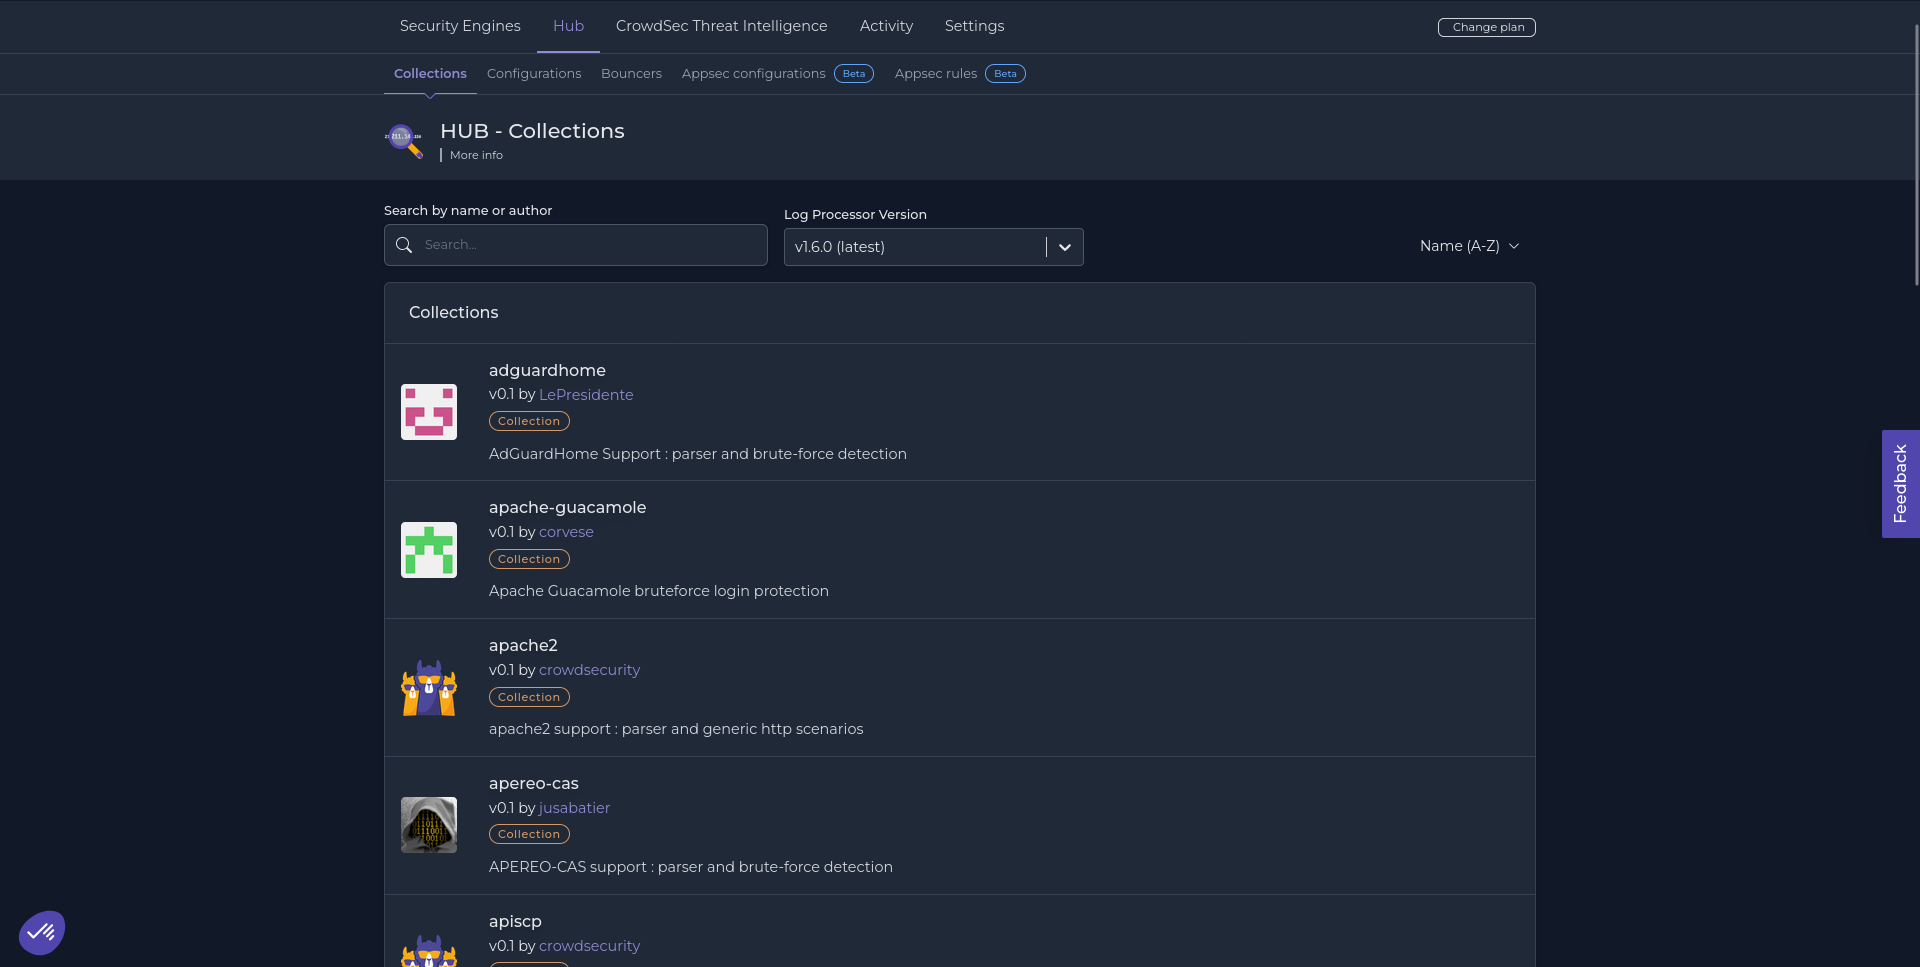 Security Engines Hub CrowdSec Threat Intelligence Activity Settings Change plan
Collections Configurations Bouncers Appsec configurations Beta Appsec rules Beta
HUB - Collections
More info
Search by name or author
Search...
Log Processor Version
v1.6.0 (latest)
Name (A-Z)
Collections
adguardhome
v0.1 by LePresidente
Collection
AdGuardHome Support : parser and brute-force detection
apache-guacamole
v0.1 by corvese
Collection
Apache Guacamole bruteforce login protection
apache2
v0.1 by crowdsecurity
Collection
apache2 support : parser and generic http scenarios
apereo-cas
v0.1 by jusabatier
Collection
APEREO-CAS support : parser and brute-force detection
apiscp
v0.1 by crowdsecurity
Feedback